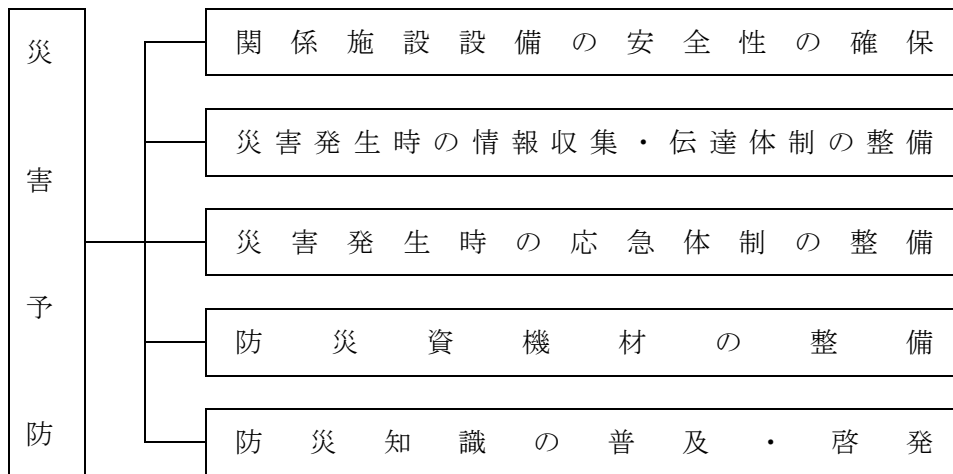 災害予防
関係施設設備の安全性の確保
災害発生時の情報収集・伝達体制の整備
災害発生時の応急体制の整備
防災資機材の整備
防災知識の普及・啓発